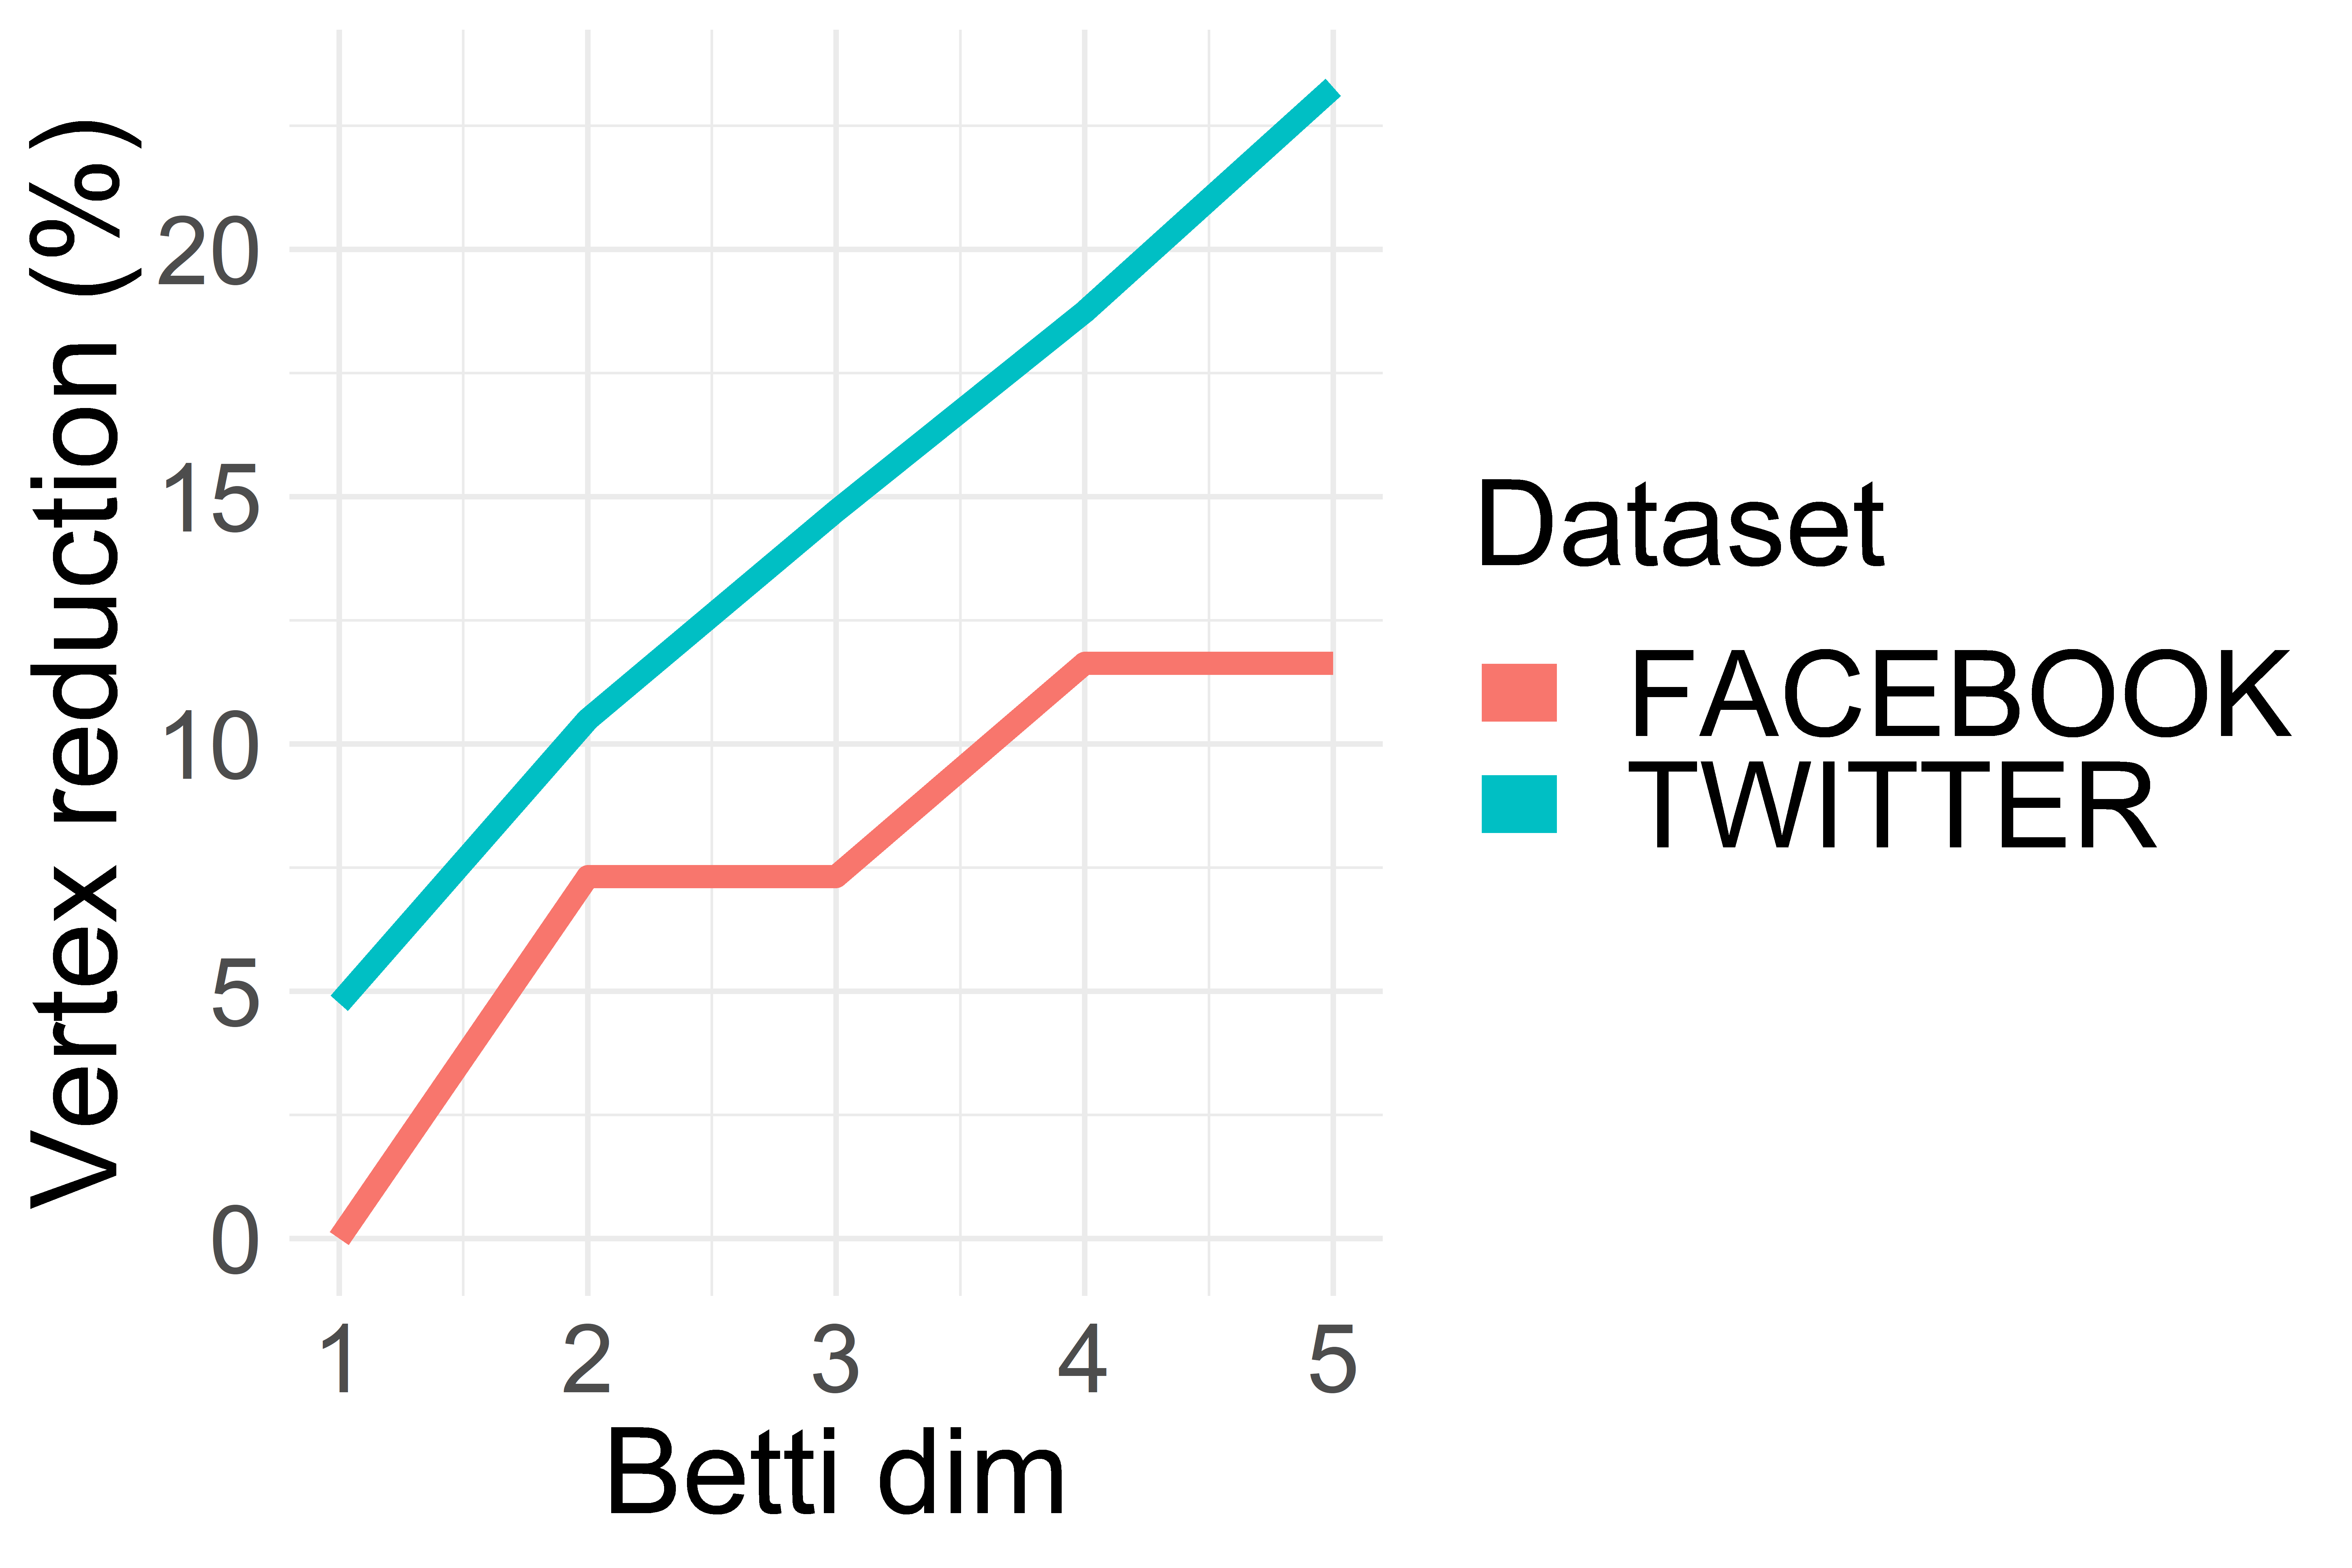 Vertex reduction (%)
20
15
10
5
0
1 2 3 4 5
Betti dim
Dataset
FACEBOOK
TWITTER